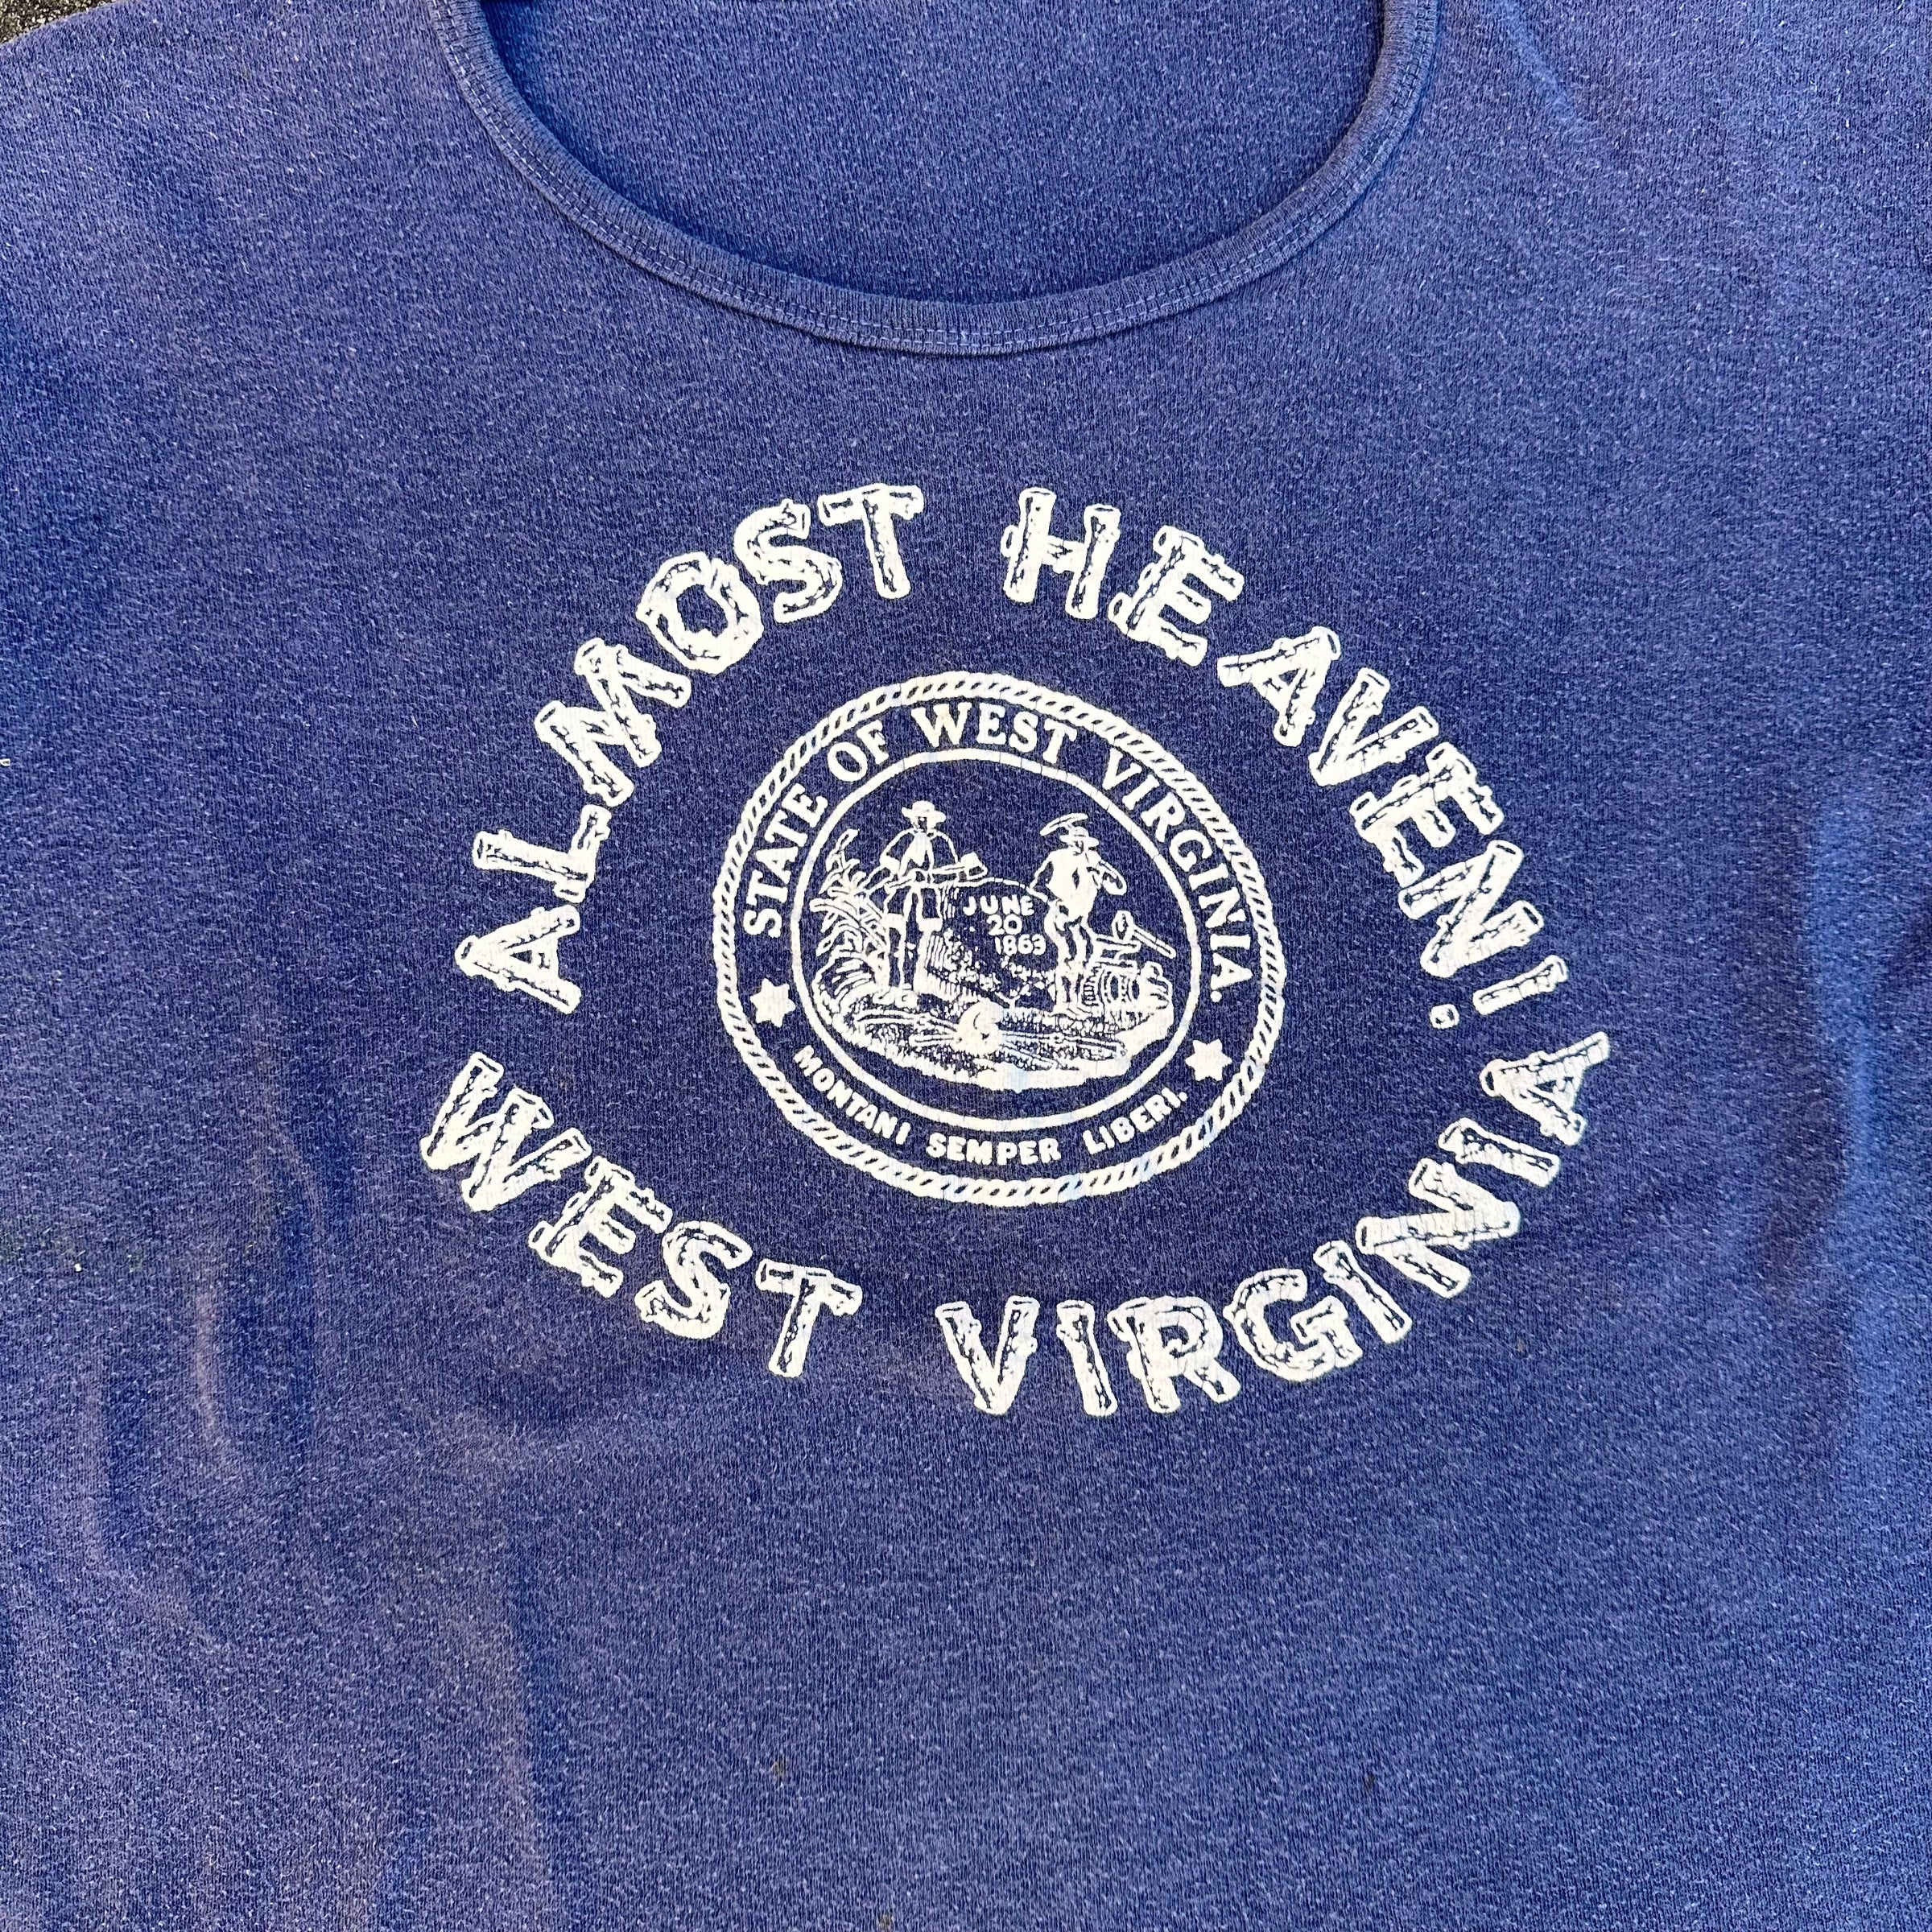 ALMOST HEAVEN!
STATE OF WEST VIRGINIA.
JUNE
20
1863
MONTANI SEMPER LIBERI.
WEST VIRGINIA